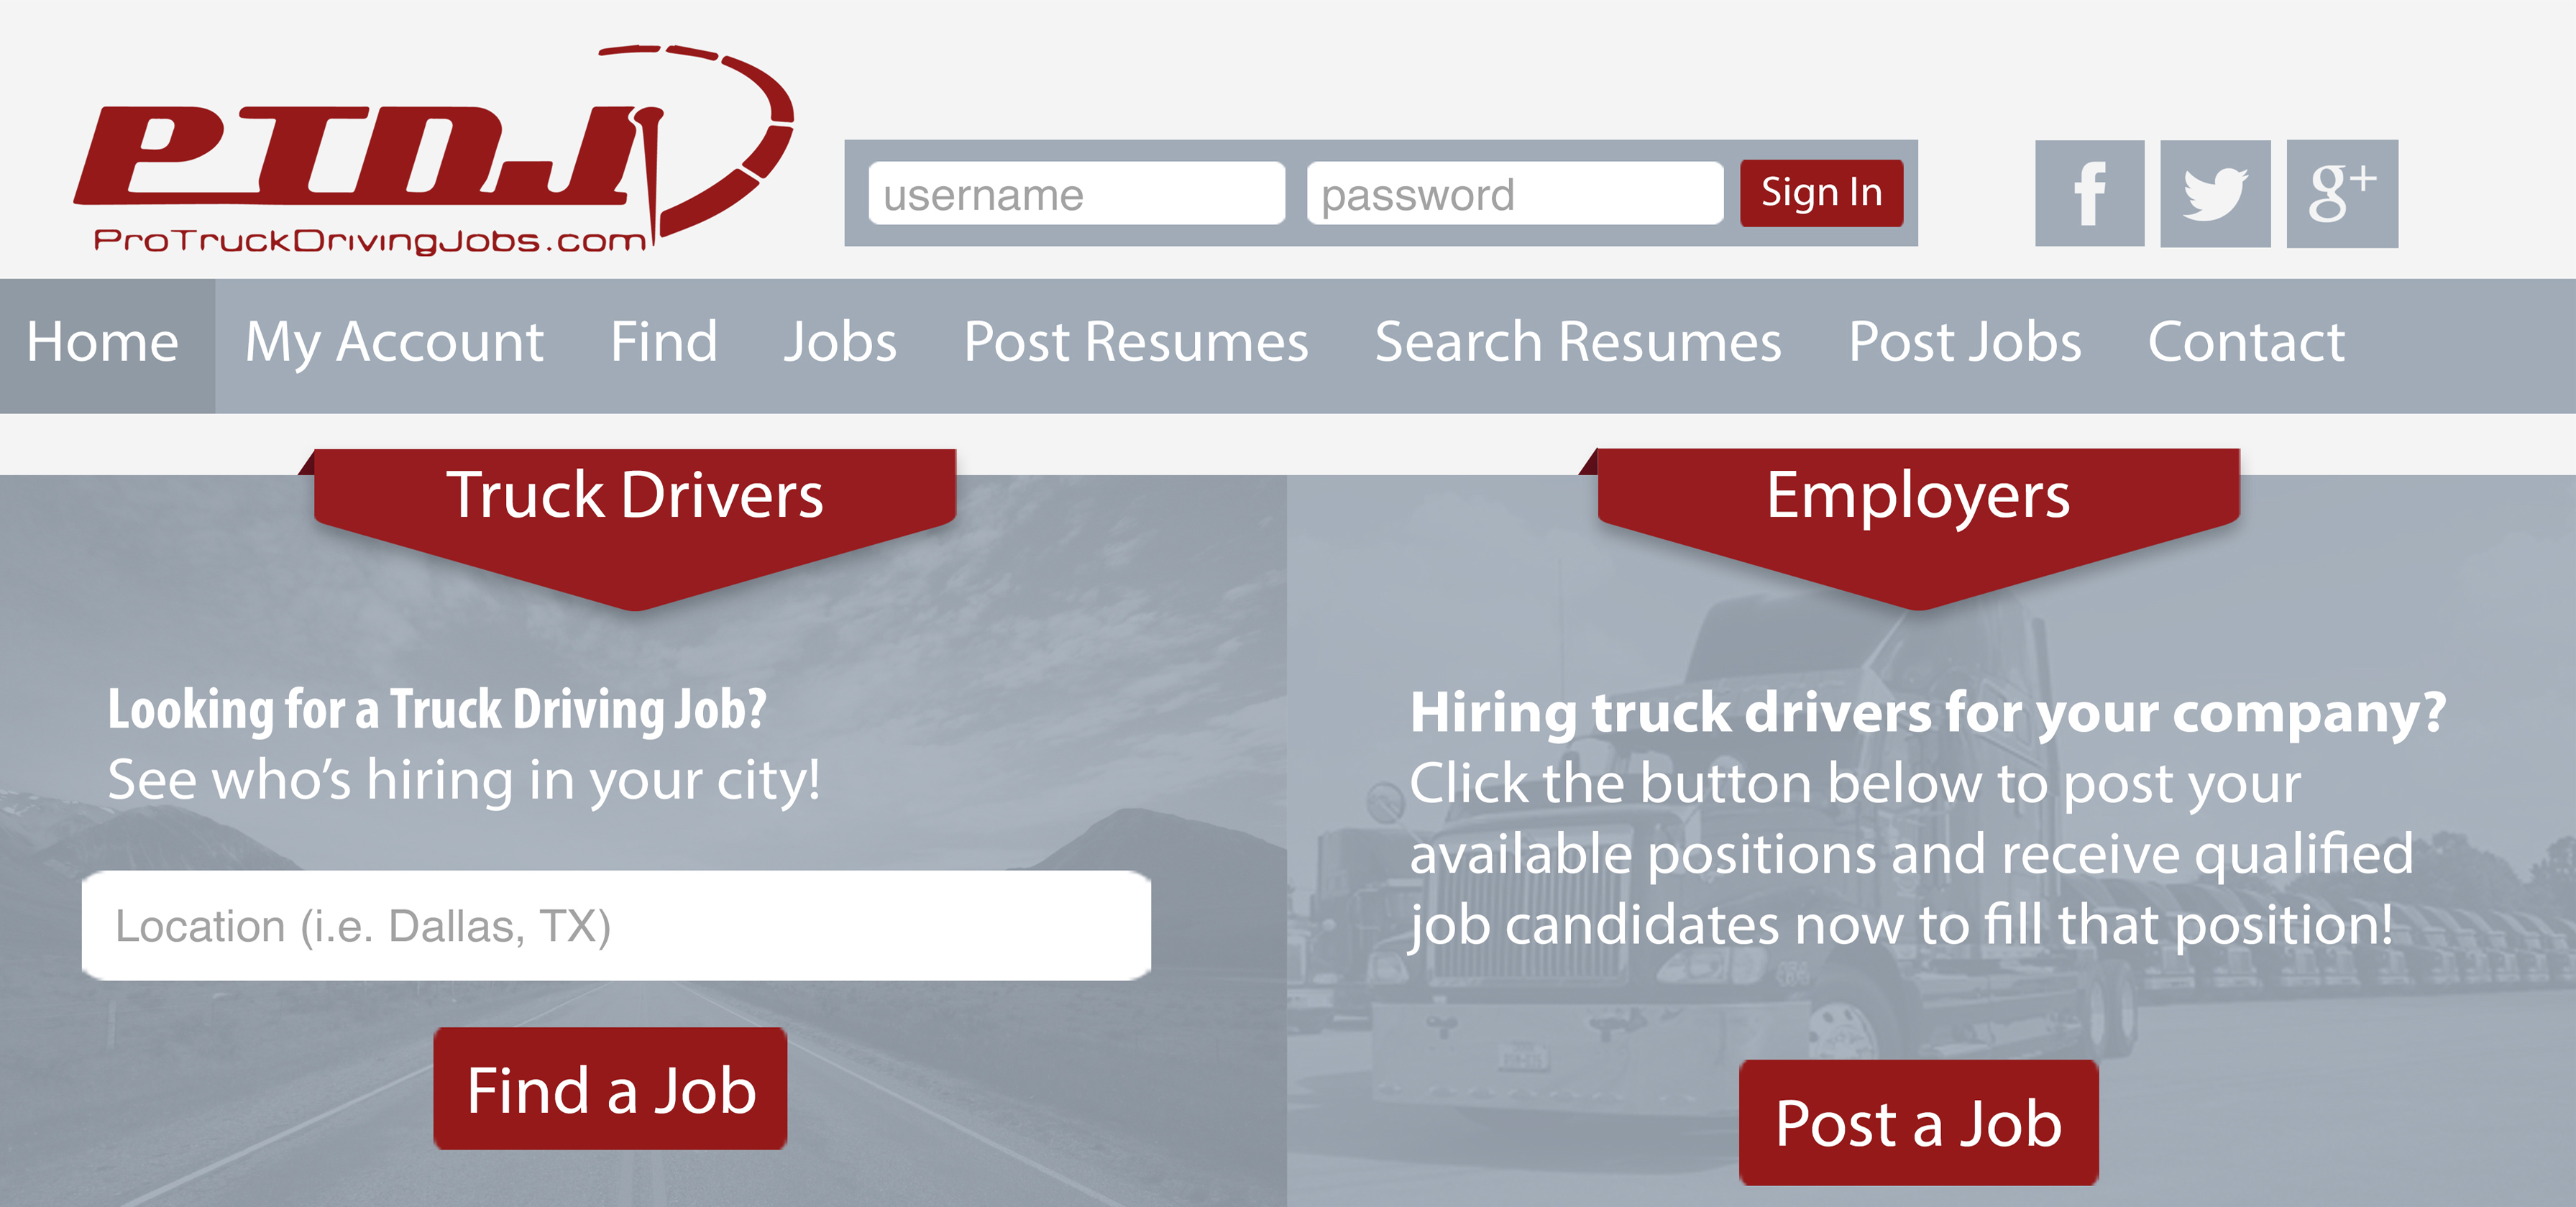 PTDJ
ProTruckDrivingJobs.com
username password Sign In f g+
Home My Account Find Jobs Post Resumes Search Resumes Post Jobs Contact
Truck Drivers
Looking for a Truck Driving Job?
See who's hiring in your city!
Location (i.e. Dallas, TX)
Find a Job
Employers
Hiring truck drivers for your company?
Click the button below to post your
available positions and receive qualified
job candidates now to fill that position!
Post a Job